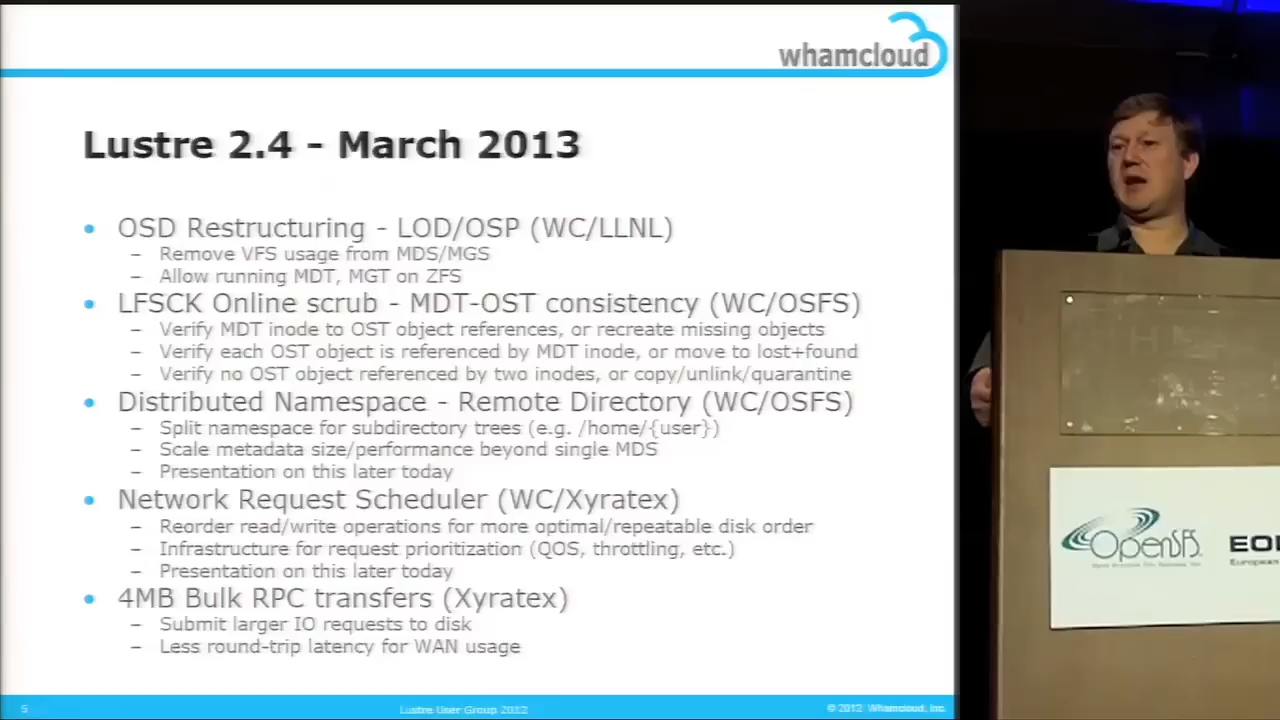 whamcloud
Lustre 2.4 - March 2013
• OSD Restructuring - LOD/OSP (WC/LLNL)
– Remove VFS usage from MDS/MGS
– Allow running MDT, MGT on ZFS
• LFSCK Online scrub - MDT-OST consistency (WC/OSFS)
– Verify MDT inode to OST object references, or recreate missing objects
– Verify each OST object is referenced by MDT inode, or move to lost+found
– Verify no OST object referenced by two inodes, or copy/unlink/quarantine
• Distributed Namespace - Remote Directory (WC/OSFS)
– Split namespace for subdirectory trees (e.g. /home/{user})
– Scale metadata size/performance beyond single MDS
– Presentation on this later today
• Network Request Scheduler (WC/Xyratex)
– Reorder read/write operations for more optimal/repeatable disk order
– Infrastructure for request prioritization (QOS, throttling, etc.)
– Presentation on this later today
• 4MB Bulk RPC transfers (Xyratex)
– Submit larger IO requests to disk
– Less round-trip latency for WAN usage
5
Lustre User Group 2012
© 2012 Whamcloud, Inc.
OpenSFS
European